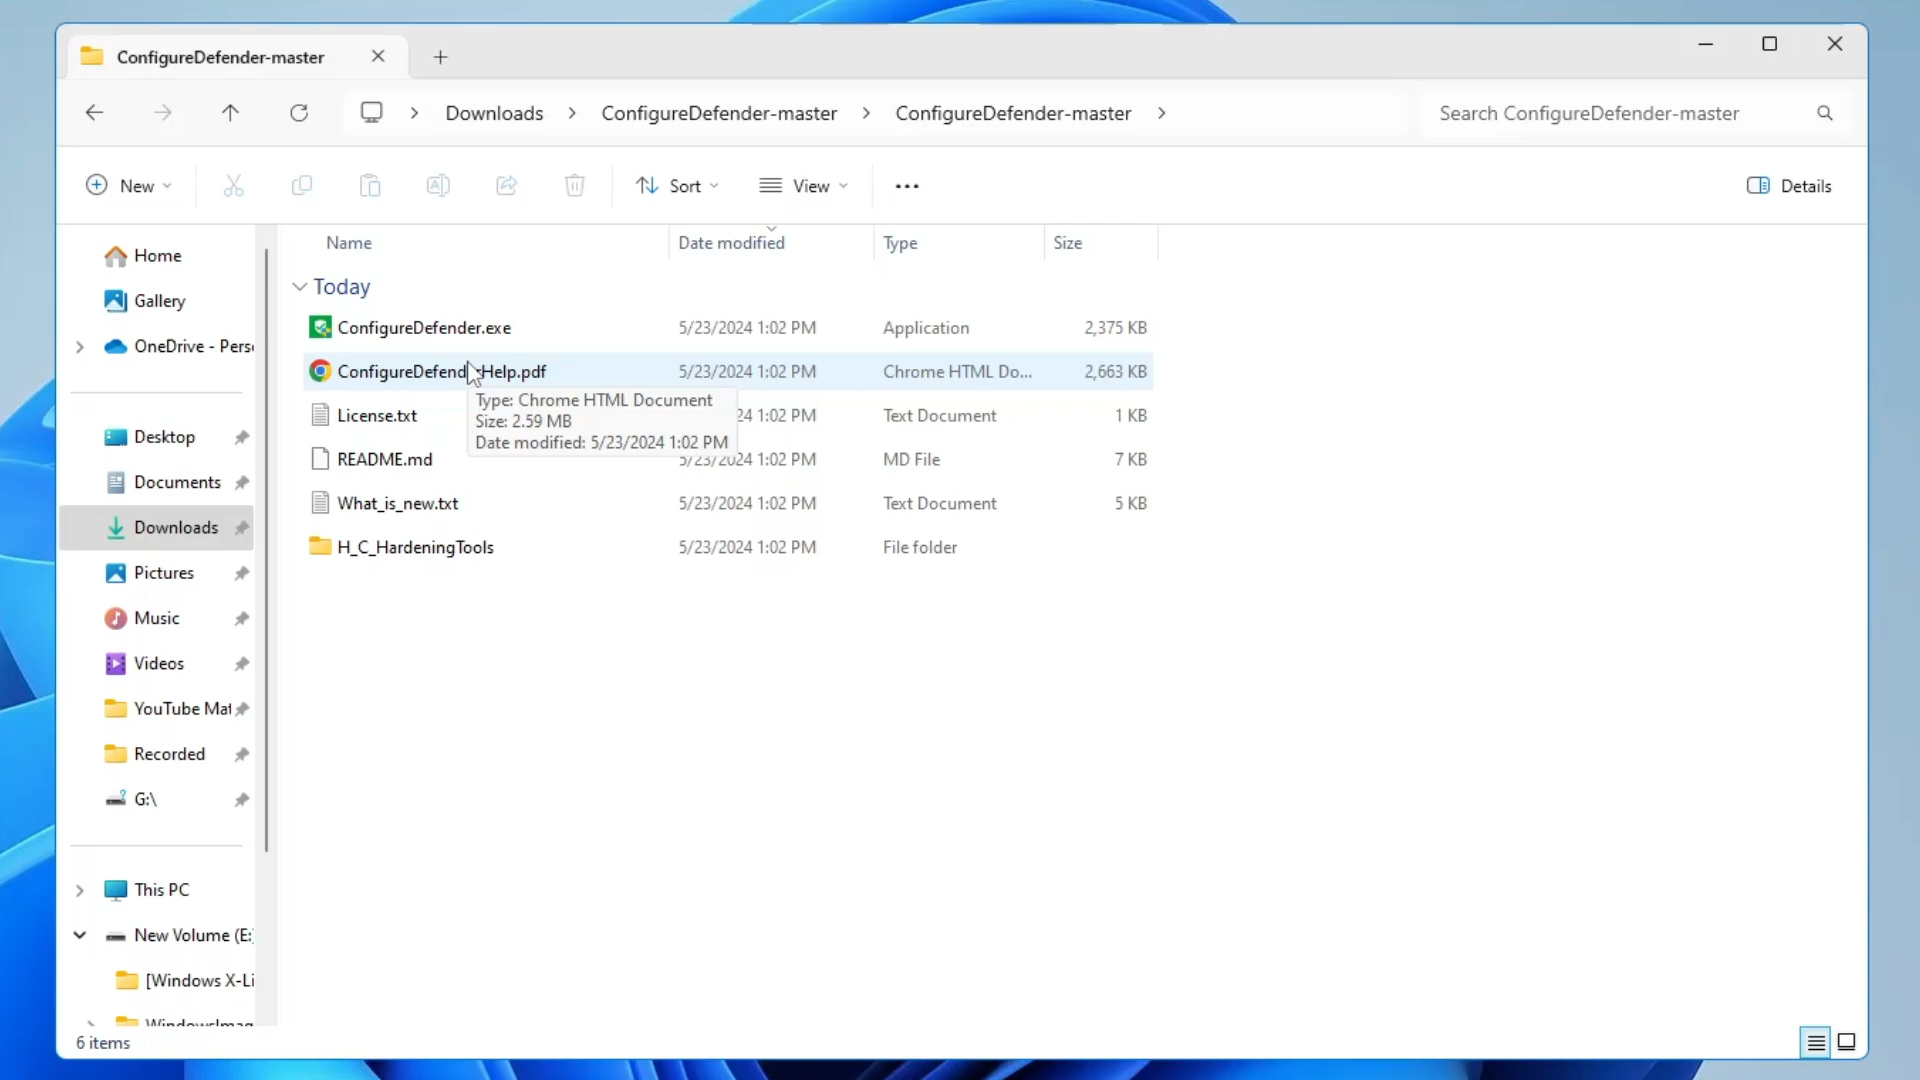 ConfigureDefender-master
Downloads > ConfigureDefender-master > ConfigureDefender-master >
Search ConfigureDefender-master
New
Sort
View
Details
Home
Gallery
OneDrive - Pers
Desktop
Documents
Downloads
Pictures
Music
Videos
YouTube Mat
Recorded
G:\
This PC
New Volume (E:
[Windows X-Li
WindowsImag
Name Date modified Type Size
Today
ConfigureDefender.exe 5/23/2024 1:02 PM Application 2,375 KB
ConfigureDefenderHelp.pdf 5/23/2024 1:02 PM Chrome HTML Do... 2,663 KB
Type: Chrome HTML Document
Size: 2.59 MB
Date modified: 5/23/2024 1:02 PM
License.txt 24 1:02 PM Text Document 1 KB
README.md 5/23/2024 1:02 PM MD File 7 KB
What_is_new.txt 5/23/2024 1:02 PM Text Document 5 KB
H_C_HardeningTools 5/23/2024 1:02 PM File folder
6 items